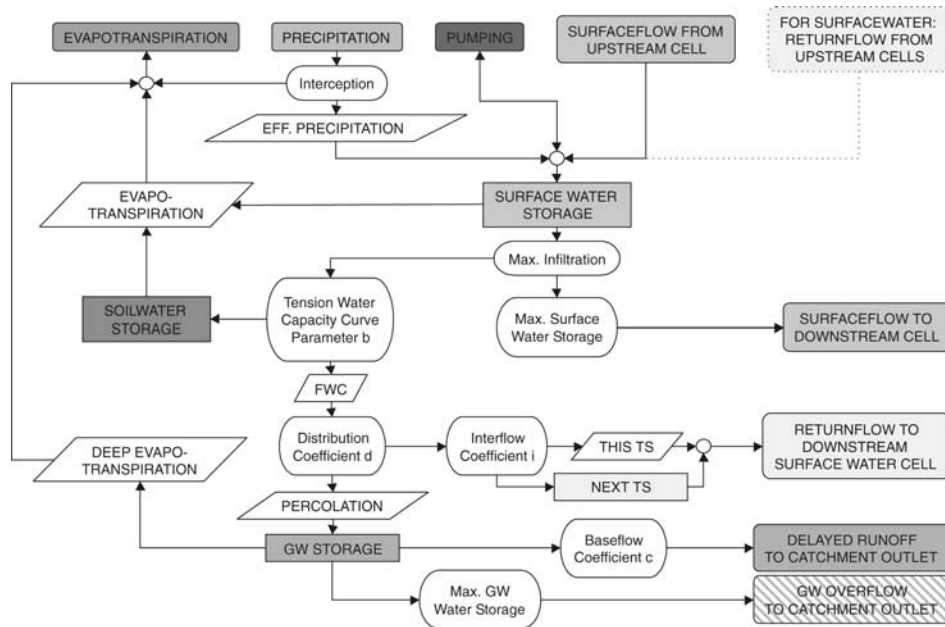 EVAPOTRANSPIRATION
PRECIPITATION
PUMPING
SURFACEFLOW FROM
UPSTREAM CELL
FOR SURFACEWATER:
RETURNFLOW FROM
UPSTREAM CELLS
Interception
EFF. PRECIPITATION
EVAPO-
TRANSPIRATION
SURFACE WATER
STORAGE
Max. Infiltration
SOILWATER
STORAGE
Tension Water
Capacity Curve
Parameter b
Max. Surface
Water Storage
SURFACEFLOW TO
DOWNSTREAM CELL
FWC
DEEP EVAPO-
TRANSPIRATION
Distribution
Coefficient d
Interflow
Coefficient i
THIS TS
NEXT TS
RETURNFLOW TO
DOWNSTREAM
SURFACE WATER CELL
PERCOLATION
GW STORAGE
Baseflow
Coefficient c
DELAYED RUNOFF
TO CATCHMENT OUTLET
Max. GW
Water Storage
GW OVERFLOW
TO CATCHMENT OUTLET